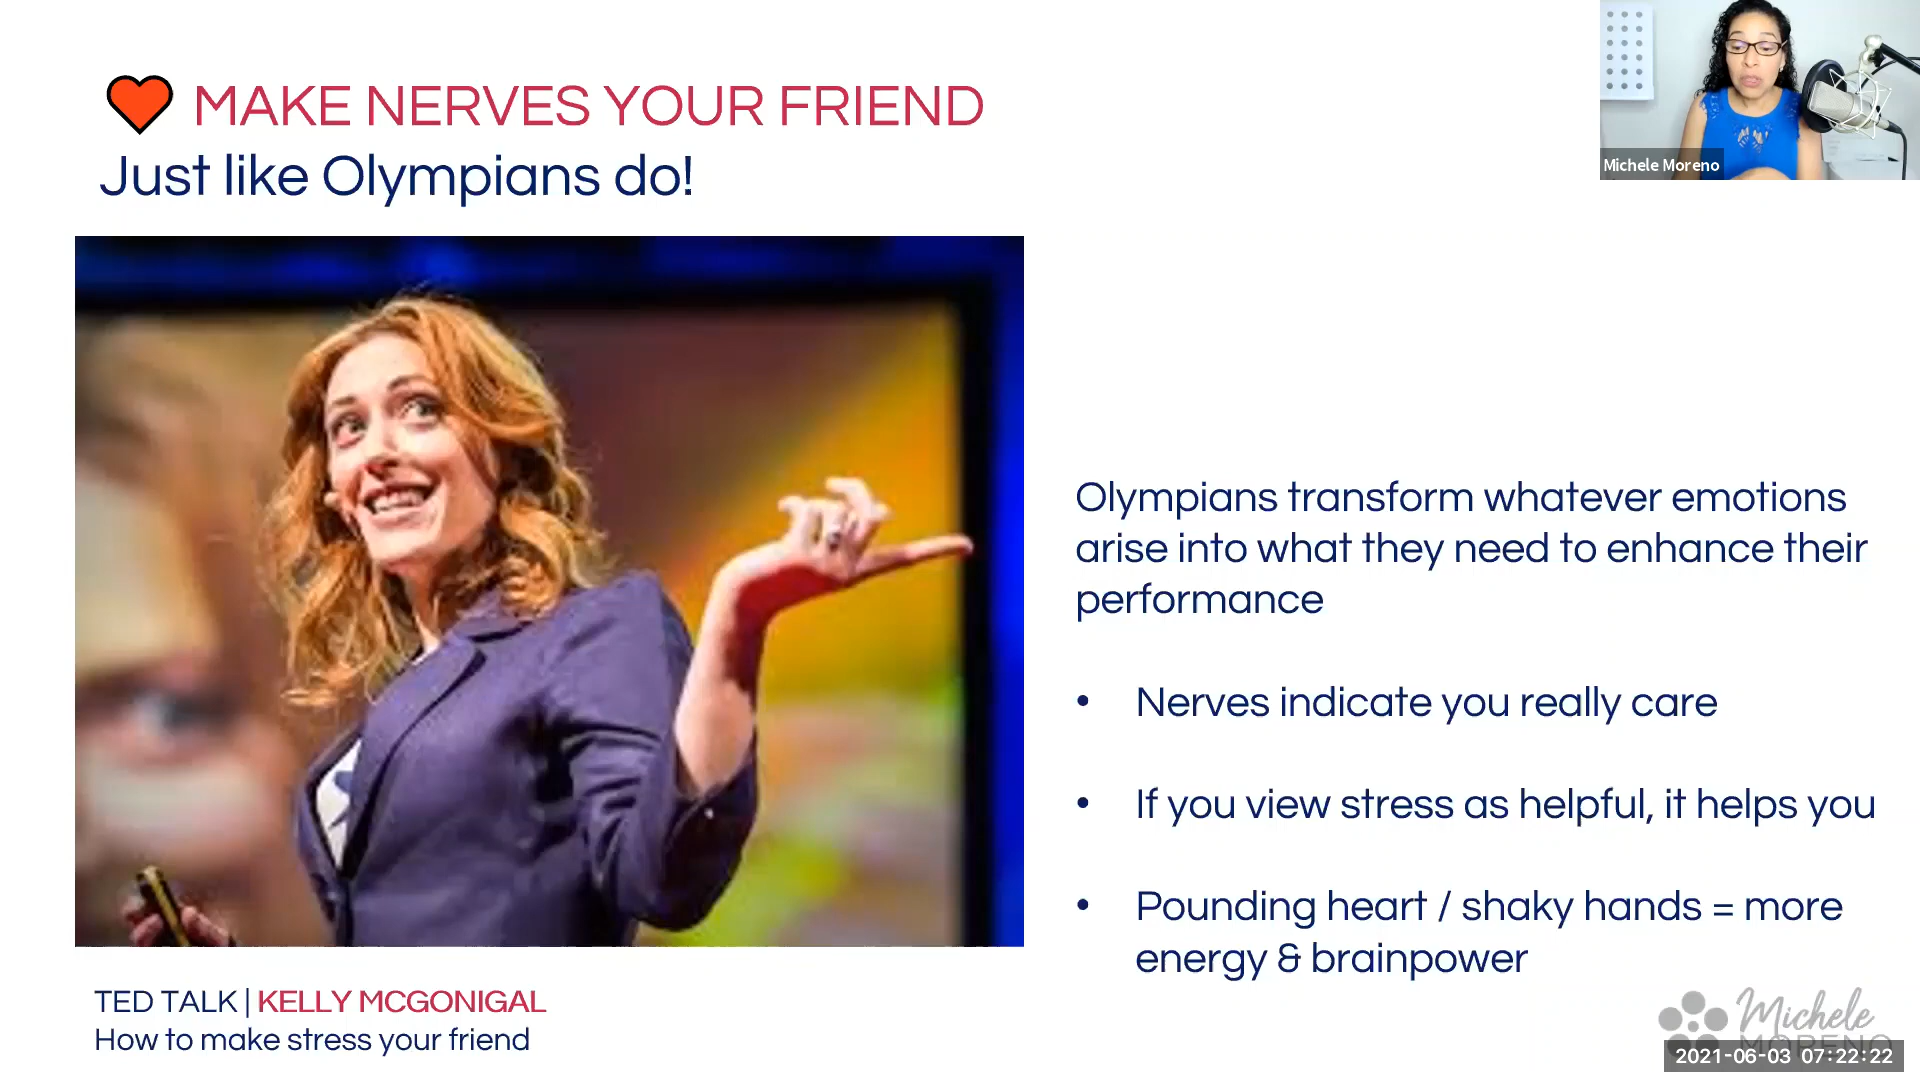 MAKE NERVES YOUR FRIEND
Just like Olympians do!
Michele Moreno
Olympians transform whatever emotions
arise into what they need to enhance their
performance
• Nerves indicate you really care
• If you view stress as helpful, it helps you
• Pounding heart / shaky hands = more
energy & brainpower
TED TALK | KELLY MCGONIGAL
How to make stress your friend
Michele
MORENO
2021-06-03 07:22:22